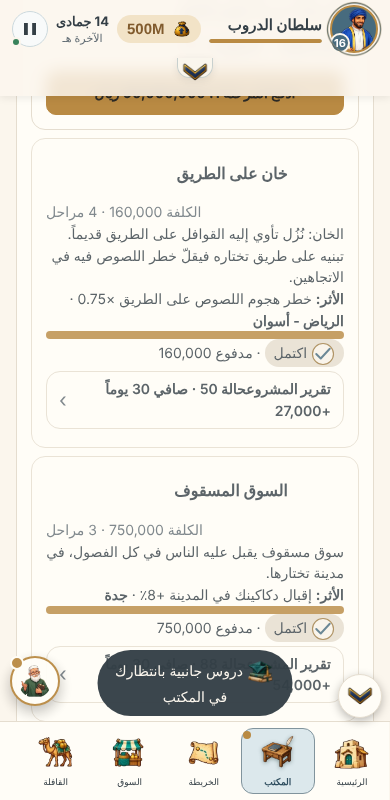 سلطان الدروب
16
500M
14 جمادى
الآخرة هـ
خان على الطريق
الكلفة 160,000 · 4 مراحل
الخان: نُزُل تأوي إليه القوافل على الطريق قديماً.
تبنيه على طريق تختاره فيقلّ خطر اللصوص فيه في
الاتجاهين.
الأثر: خطر هجوم اللصوص على الطريق ×0.75 ·
الرياض - أسوان
اكتمل · مدفوع 160,000
تقرير المشروعحالة 50 · صافي 30 يوماً
+27,000
السوق المسقوف
الكلفة 750,000 · 3 مراحل
سوق مسقوف يقبل عليه الناس في كل الفصول، في
مدينة تختارها.
الأثر: إقبال دكاكينك في المدينة +8٪ · جدة
اكتمل · مدفوع 750,000
دروس جانبية بانتظارك
في المكتب
الرئيسية
المكتب
الخريطة
السوق
القافلة